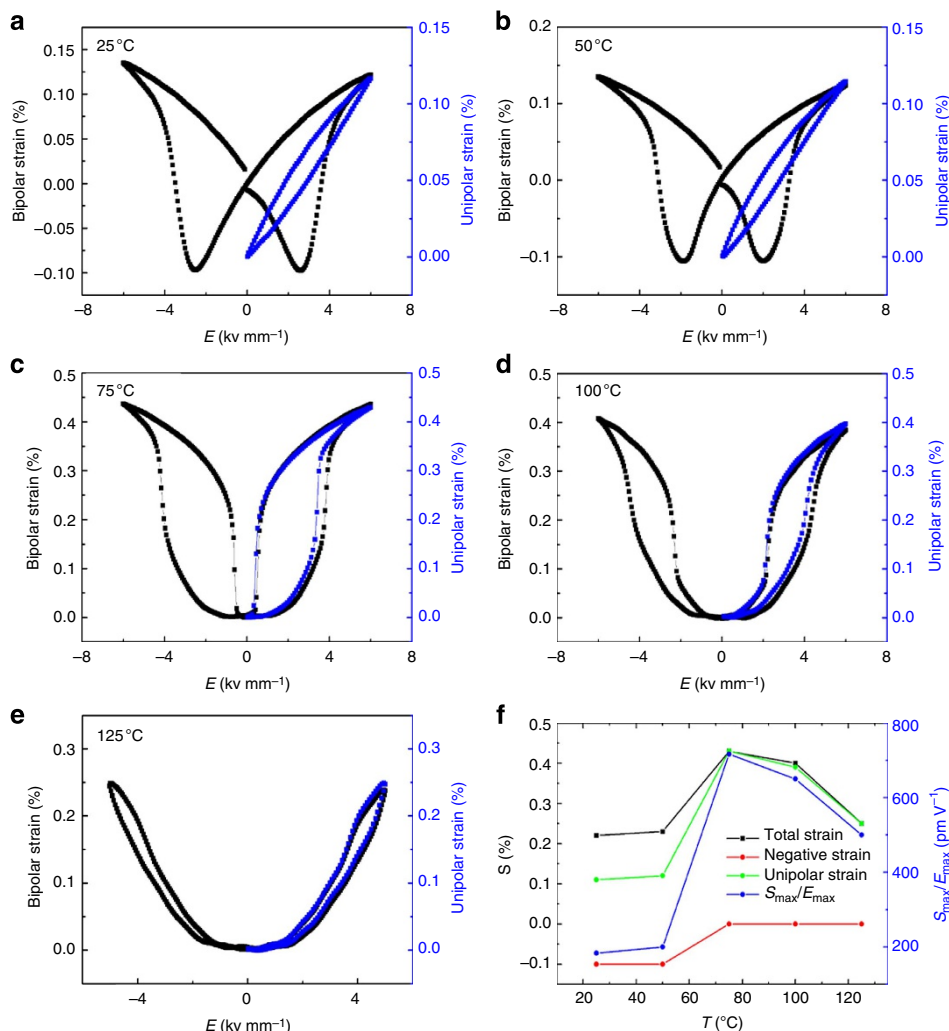 a
25 °C
Bipolar strain (%)
0.15
0.10
0.05
0.00
–0.05
–0.10
–8
–4
0
4
8
E (kv mm–1)
0.15
0.10
0.05
0.00
Unipolar strain (%)
b
50 °C
Bipolar strain (%)
0.2
0.1
0.0
–0.1
–8
–4
0
4
8
E (kv mm–1)
0.15
0.10
0.05
0.00
Unipolar strain (%)
c
75 °C
Bipolar strain (%)
0.5
0.4
0.3
0.2
0.1
0.0
–8
–4
0
4
8
E (kv mm–1)
0.5
0.4
0.3
0.2
0.1
0.0
Unipolar strain (%)
d
100 °C
Bipolar strain (%)
0.5
0.4
0.3
0.2
0.1
0.0
–8
–4
0
4
8
E (kv mm–1)
0.5
0.4
0.3
0.2
0.1
0.0
Unipolar strain (%)
e
125 °C
Bipolar strain (%)
0.3
0.2
0.1
0.0
–4
0
4
E (kv mm–1)
0.3
0.2
0.1
0.0
Unipolar strain (%)
f
S (%)
0.5
0.4
0.3
0.2
0.1
0.0
–0.1
20
40
60
80
100
120
T (°C)
800
600
400
200
Smax/Emax (pm V–1)
Total strain
Negative strain
Unipolar strain
Smax/Emax